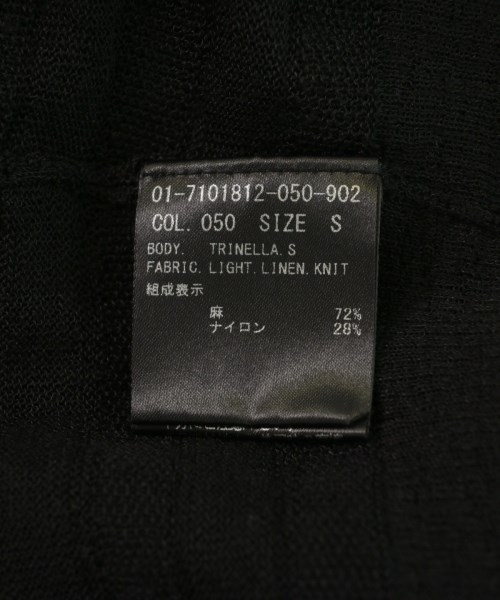 01-7101812-050-902
COL. 050 SIZE S
BODY. TRINELLA. S
FABRIC. LIGHT. LINEN. KNIT
組成表示
麻 72%
ナイロン 28%